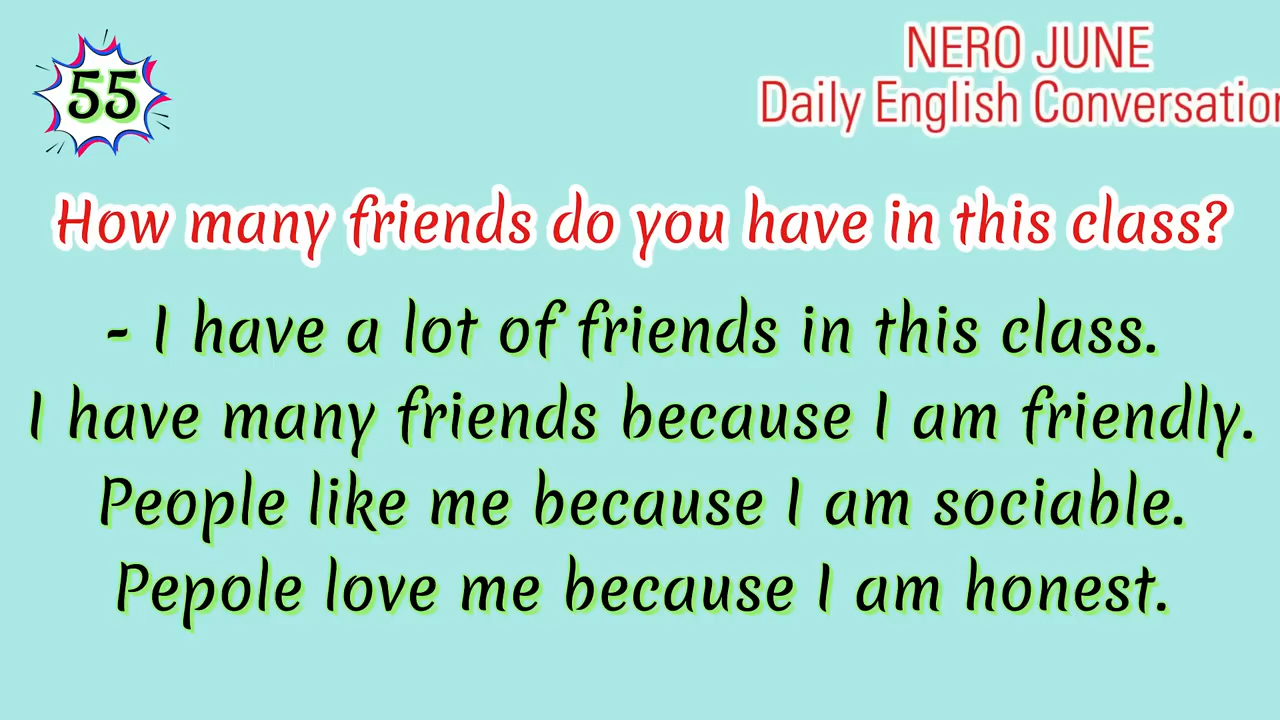 55
NERO JUNE
Daily English Conversation
How many friends do you have in this class?
- I have a lot of friends in this class.
I have many friends because I am friendly.
People like me because I am sociable.
Pepole love me because I am honest.